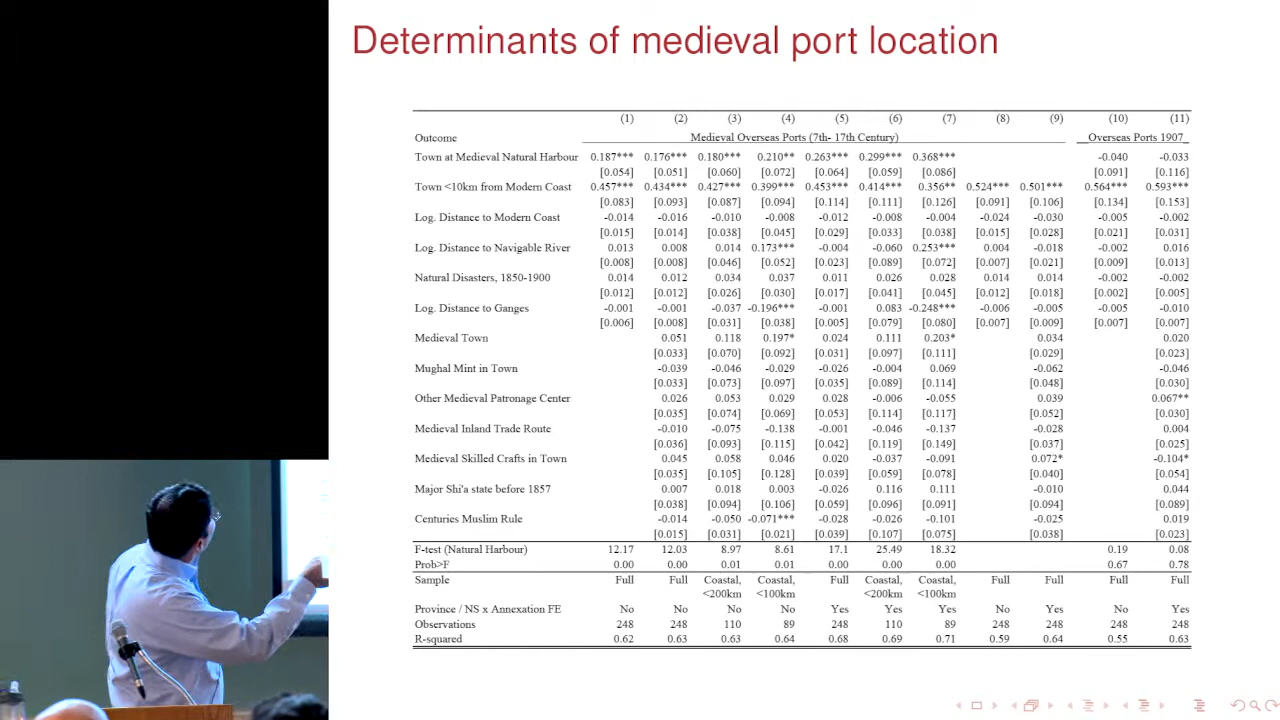 Determinants of medieval port location
(1) (2) (3) (4) (5) (6) (7) (8) (9) (10) (11)
Outcome Medieval Overseas Ports (7th- 17th Century) Overseas Ports 1907
Town at Medieval Natural Harbour 0.187*** 0.176*** 0.180*** 0.210** 0.263*** 0.299*** 0.368*** -0.040 -0.033
[0.054] [0.051] [0.060] [0.072] [0.064] [0.059] [0.086] [0.091] [0.116]
Town <10km from Modern Coast 0.457*** 0.434*** 0.427*** 0.399*** 0.453*** 0.414*** 0.356** 0.524*** 0.501*** 0.564*** 0.593***
[0.083] [0.093] [0.087] [0.094] [0.114] [0.111] [0.126] [0.091] [0.106] [0.134] [0.153]
Log. Distance to Modern Coast -0.014 -0.016 -0.010 -0.008 -0.012 -0.008 -0.004 -0.024 -0.030 -0.005 -0.002
[0.015] [0.014] [0.038] [0.045] [0.029] [0.033] [0.038] [0.015] [0.028] [0.021] [0.031]
Log. Distance to Navigable River 0.013 0.008 0.014 0.173*** -0.004 -0.060 0.253*** 0.004 -0.018 -0.002 0.016
[0.008] [0.008] [0.046] [0.052] [0.023] [0.089] [0.072] [0.007] [0.021] [0.009] [0.013]
Natural Disasters, 1850-1900 0.014 0.012 0.034 0.037 0.011 0.026 0.028 0.014 0.014 -0.002 -0.002
[0.012] [0.012] [0.026] [0.030] [0.017] [0.041] [0.045] [0.012] [0.018] [0.002] [0.005]
Log. Distance to Ganges -0.001 -0.001 -0.037 -0.196*** -0.001 0.083 -0.248*** -0.006 -0.005 -0.005 -0.010
[0.006] [0.008] [0.031] [0.038] [0.005] [0.079] [0.080] [0.007] [0.009] [0.007] [0.007]
Medieval Town 0.051 0.118 0.197* 0.024 0.111 0.203* 0.034 0.020
[0.033] [0.070] [0.092] [0.031] [0.097] [0.111] [0.029] [0.023]
Mughal Mint in Town -0.039 -0.046 -0.029 -0.026 -0.004 0.069 -0.062 -0.046
[0.033] [0.073] [0.097] [0.035] [0.089] [0.114] [0.048] [0.030]
Other Medieval Patronage Center 0.026 0.053 0.029 0.028 -0.006 -0.055 0.039 0.067**
[0.035] [0.074] [0.069] [0.053] [0.114] [0.117] [0.052] [0.030]
Medieval Inland Trade Route -0.010 -0.075 -0.138 -0.001 -0.046 -0.137 -0.028 0.004
[0.036] [0.093] [0.115] [0.042] [0.119] [0.149] [0.037] [0.025]
Medieval Skilled Crafts in Town 0.045 0.058 0.046 0.020 -0.037 -0.091 0.072* -0.104*
[0.035] [0.105] [0.128] [0.039] [0.059] [0.078] [0.040] [0.054]
Major Shi'a state before 1857 0.007 0.018 0.003 -0.026 0.116 0.111 -0.010 0.044
[0.038] [0.094] [0.106] [0.059] [0.096] [0.091] [0.094] [0.089]
Centuries Muslim Rule -0.014 -0.050 -0.071*** -0.028 -0.026 -0.101 -0.025 0.019
[0.015] [0.031] [0.021] [0.039] [0.107] [0.075] [0.038] [0.023]
F-test (Natural Harbour) 12.17 12.03 8.97 8.61 17.1 25.49 18.32 0.19 0.08
Prob>F 0.00 0.00 0.01 0.01 0.00 0.00 0.00 0.67 0.78
Sample Full Full Coastal, Coastal, Full Coastal, Coastal, Full Full Full Full
<200km <100km <200km <100km
Province / NS x Annexation FE No No No No Yes Yes Yes No Yes No Yes
Observations 248 248 110 89 248 110 89 248 248 248 248
R-squared 0.62 0.63 0.63 0.64 0.68 0.69 0.71 0.59 0.64 0.55 0.63